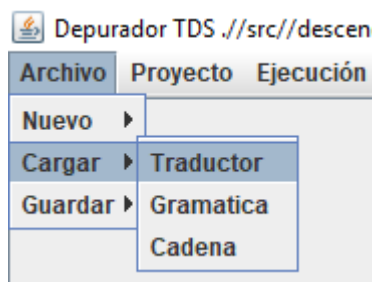 Depurador TDS .//src//descen
Archivo Proyecto Ejecución
Nuevo
Cargar Traductor
Guardar Gramatica
Cadena